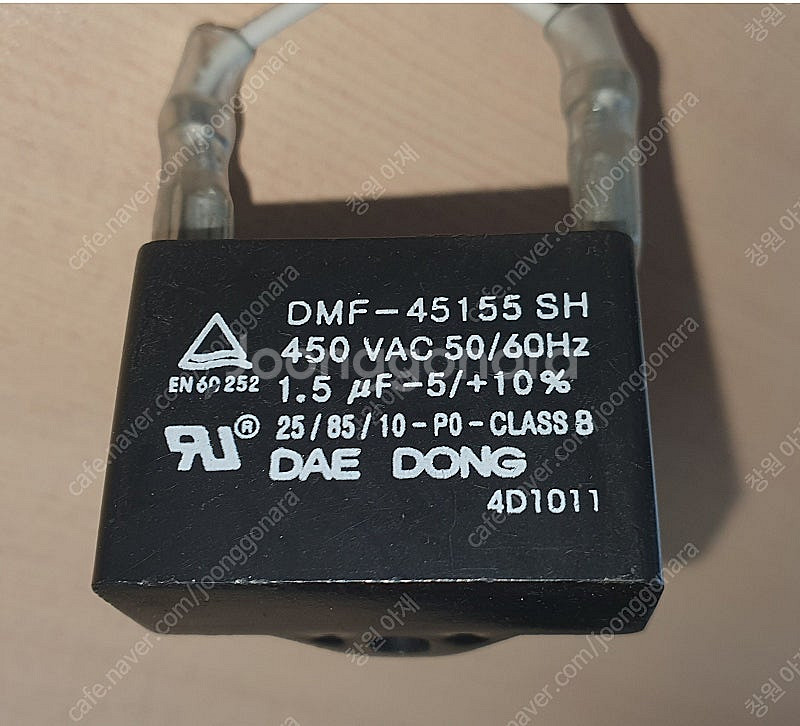 DMF-45155 SH
450 VAC 50/60Hz
EN 60252
1.5 μF-5/+10%
25/85/10-P0-CLASS B
DAE DONG
4D1011
Joonggonara
cafe.naver.com/joonggonara
창원 아재